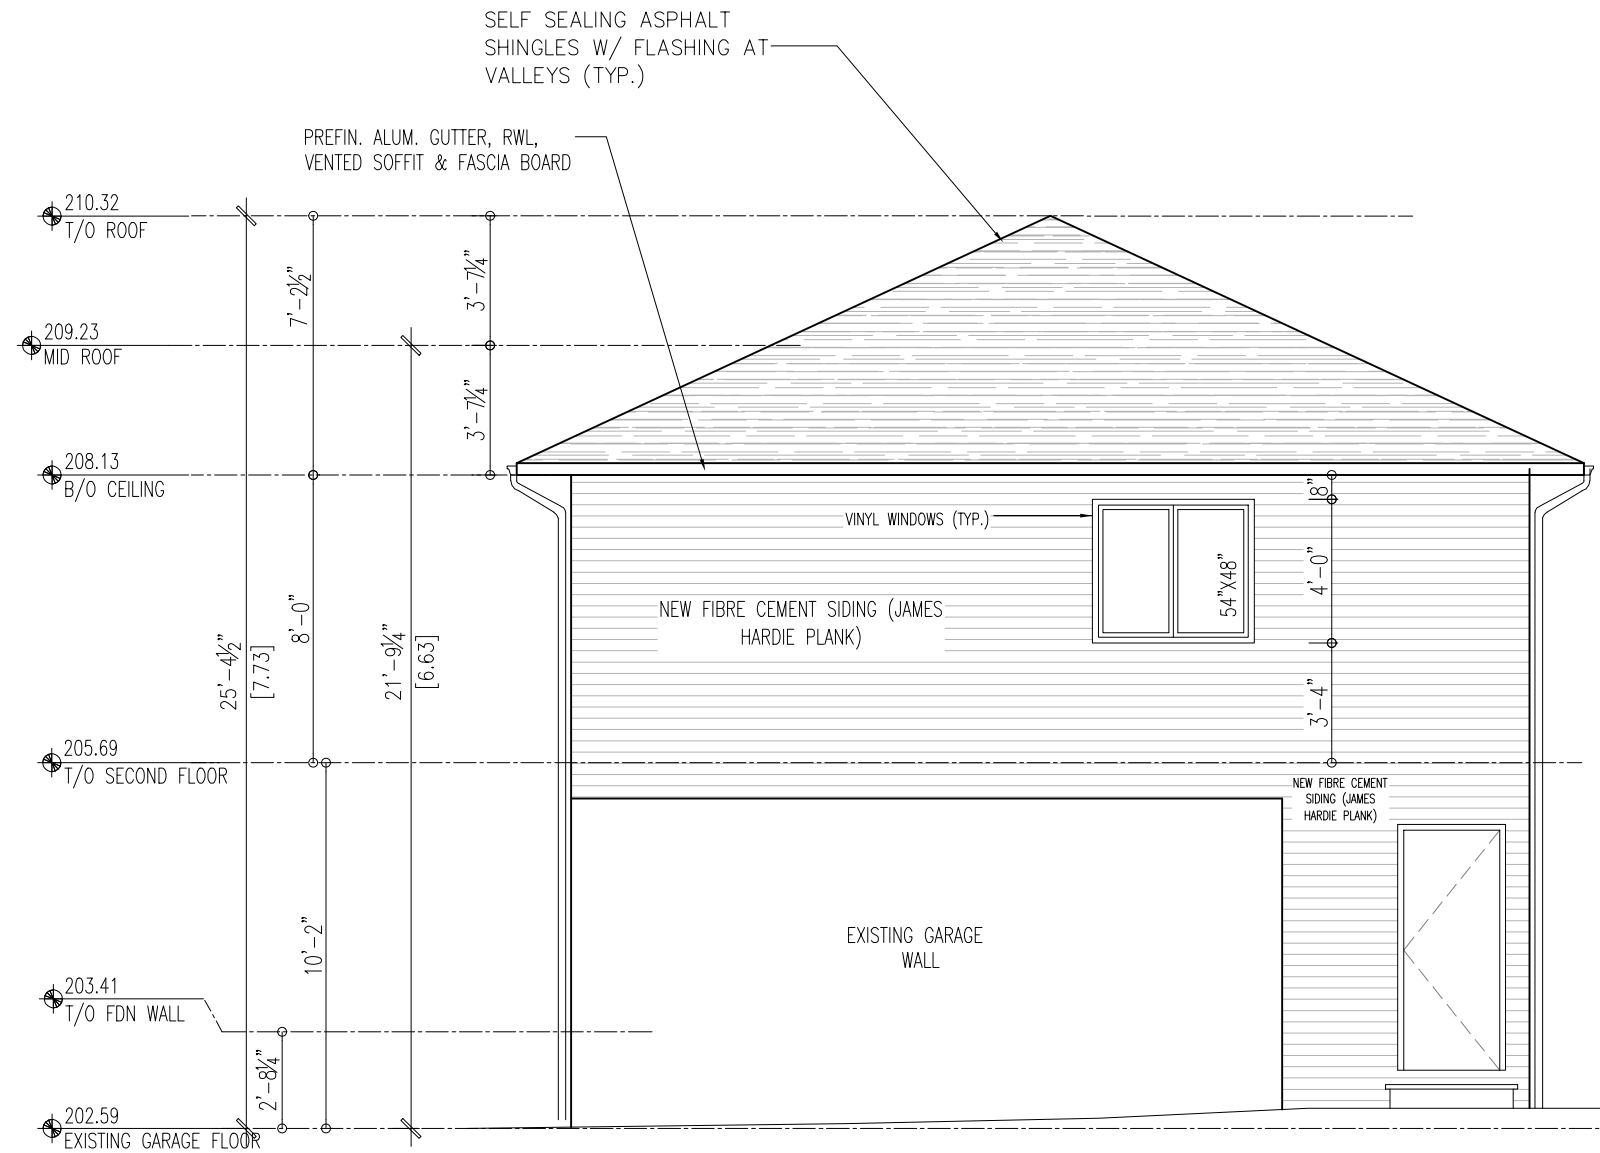 SELF SEALING ASPHALT
SHINGLES W/ FLASHING AT
VALLEYS (TYP.)
PREFIN. ALUM. GUTTER, RWL,
VENTED SOFFIT & FASCIA BOARD
210.32
T/O ROOF
7'-2½"
3'-7¼"
209.23
MID ROOF
3'-7¼"
208.13
B/O CEILING
8"
VINYL WINDOWS (TYP.)
54"X48"
4'-0"
NEW FIBRE CEMENT SIDING (JAMES
HARDIE PLANK)
8'-0"
25'-4½"
[7.73]
21'-9¼"
[6.63]
3'-4"
205.69
T/O SECOND FLOOR
NEW FIBRE CEMENT
SIDING (JAMES
HARDIE PLANK)
10'-2"
EXISTING GARAGE
WALL
203.41
T/O FDN WALL
2'-8¼"
202.59
EXISTING GARAGE FLOOR